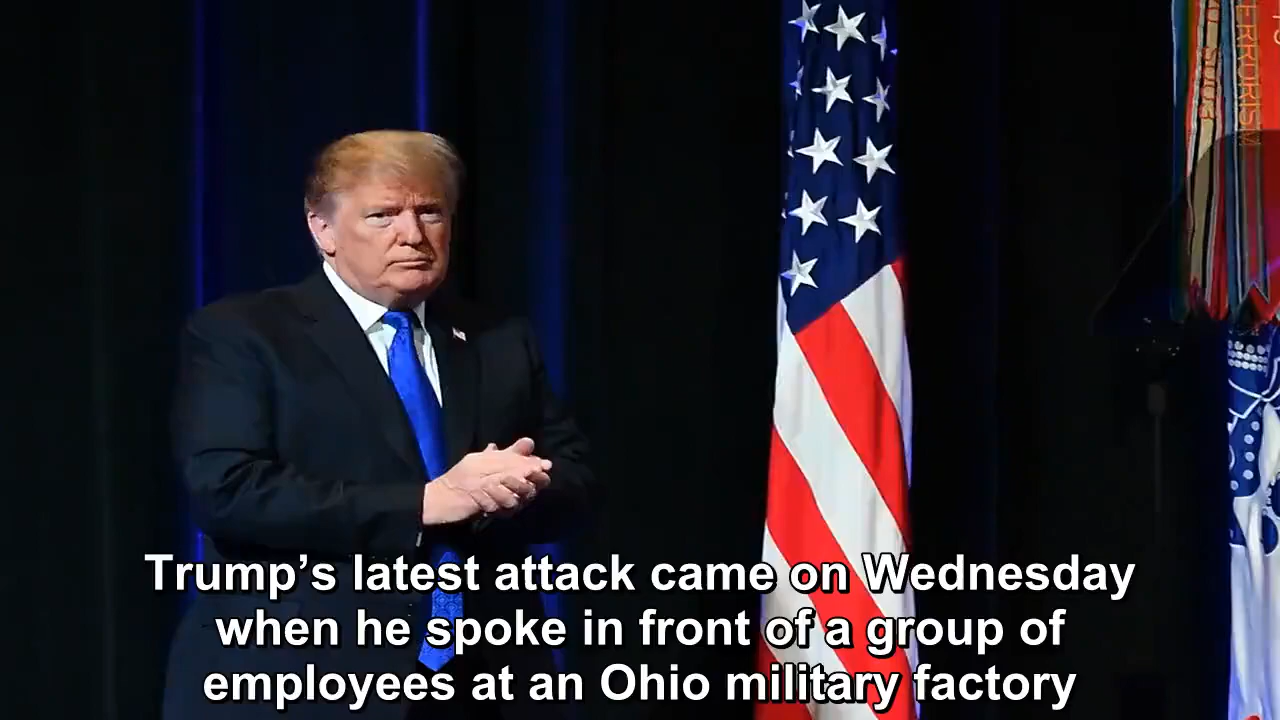 ERRORISM
Trump’s latest attack came on Wednesday
when he spoke in front of a group of
employees at an Ohio military factory